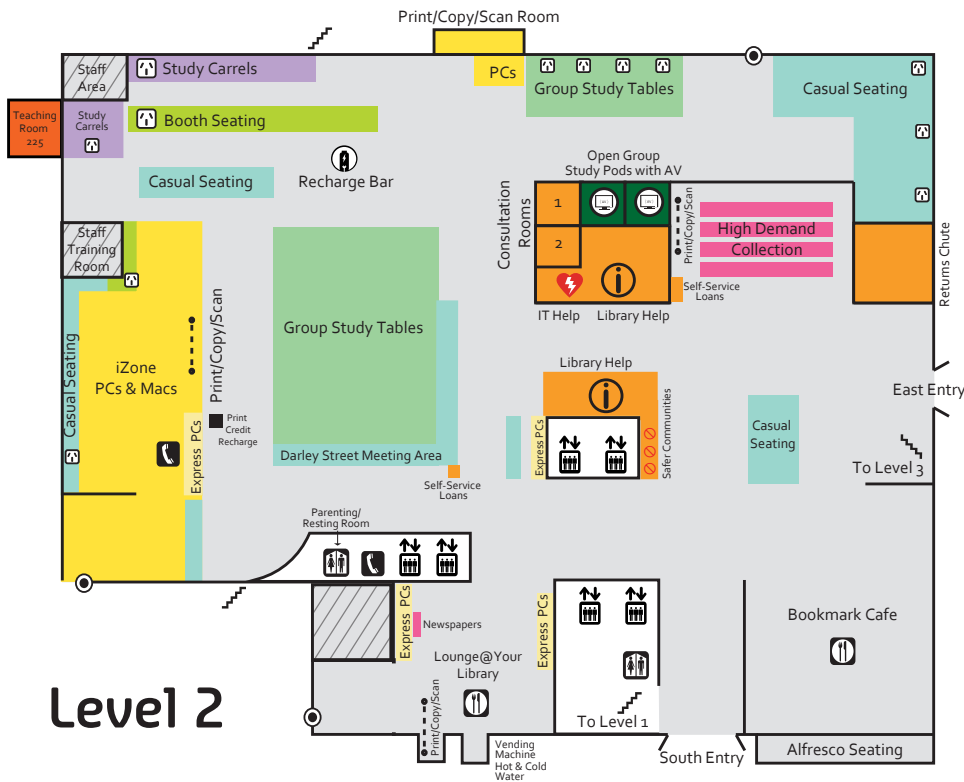 Print/Copy/Scan Room
Staff
Area
Study Carrels
PCs
Group Study Tables
Casual Seating
Teaching
Room
225
Study
Carrels
Booth Seating
Casual Seating
Recharge Bar
Open Group
Study Pods with AV
Consultation
Rooms
1
2
Print/Copy/Scan
High Demand
Collection
Returns Chute
Staff
Training
Room
IT Help
Library Help
Self-Service
Loans
Print/Copy/Scan
Group Study Tables
Casual Seating
iZone
PCs & Macs
Print
Credit
Recharge
Express PCs
Darley Street Meeting Area
Self-Service
Loans
Library Help
Express PCs
Safer Communities
Casual
Seating
East Entry
To Level 3
Parenting/
Resting Room
Express PCs
Newspapers
Lounge@Your
Library
Express PCs
Bookmark Cafe
Level 2
Print/Copy/Scan
To Level 1
Vending
Machine
Hot & Cold
Water
South Entry
Alfresco Seating